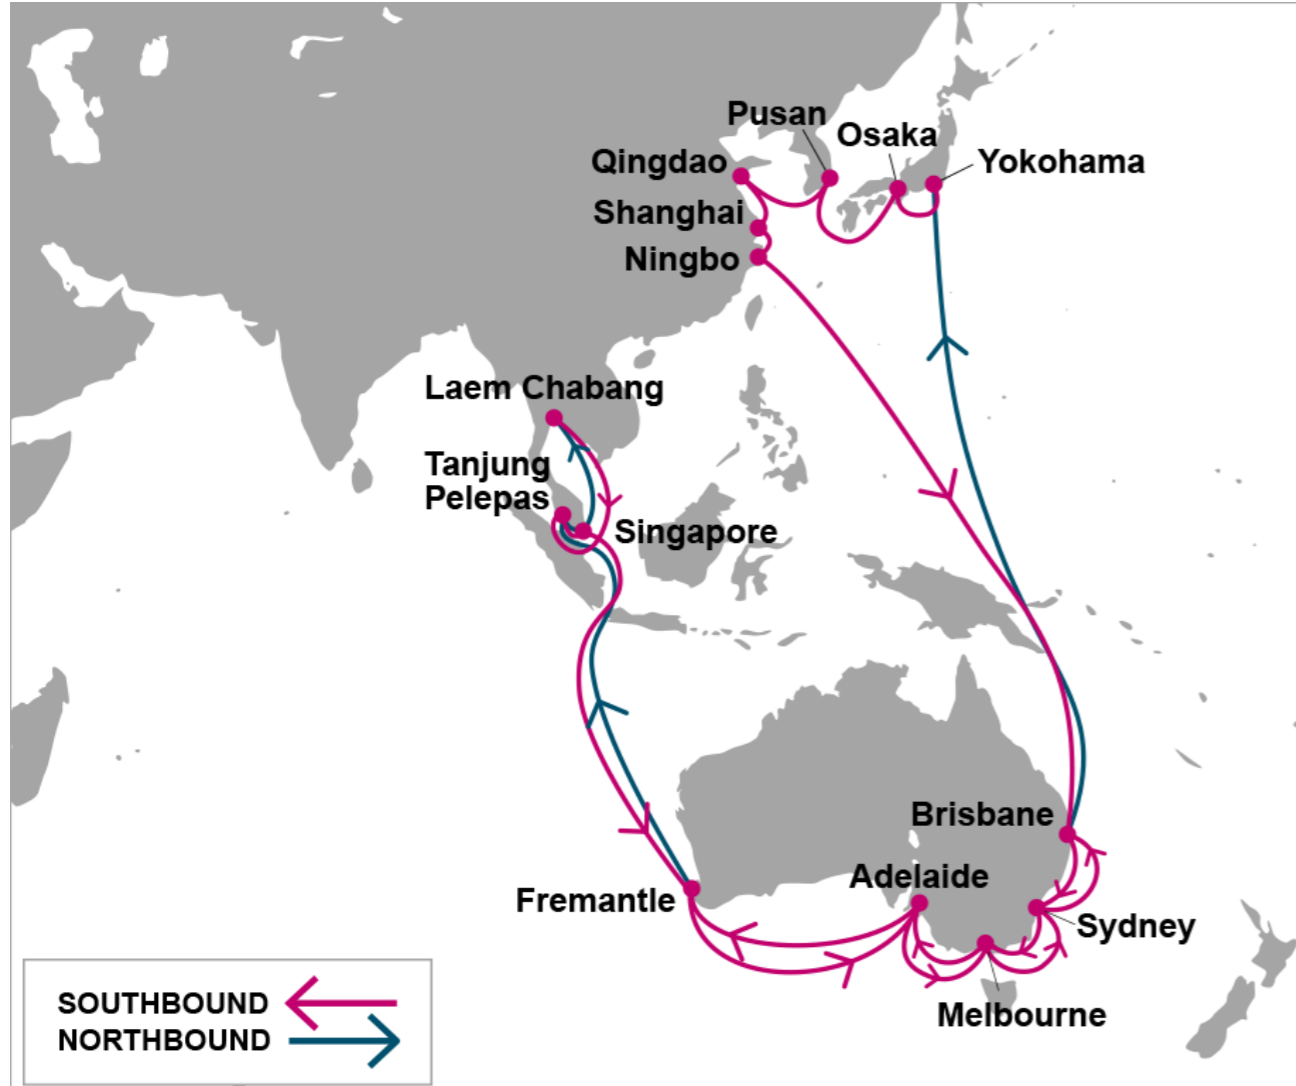 Pusan
Osaka
Qingdao
Yokohama
Shanghai
Ningbo
Laem Chabang
Tanjung
Pelepas
Singapore
Brisbane
Adelaide
Fremantle
Sydney
Melbourne
SOUTHBOUND
NORTHBOUND